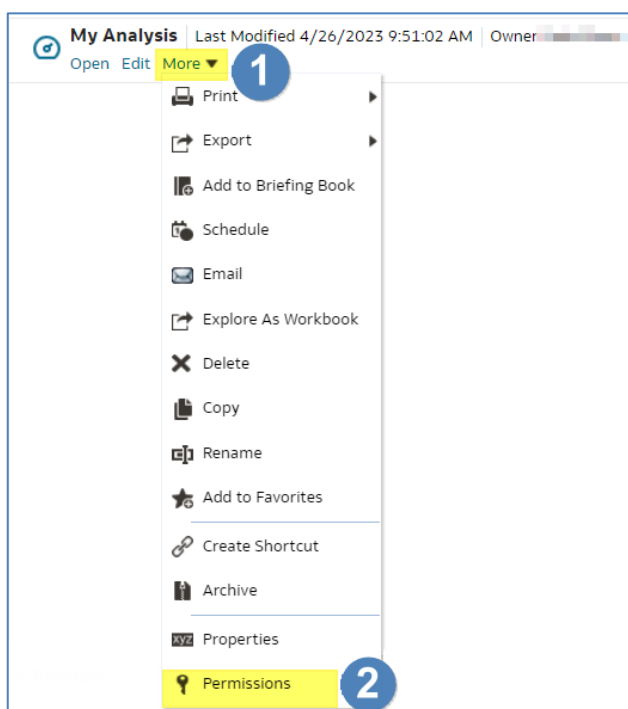 My Analysis Last Modified 4/26/2023 9:51:02 AM Owner
Open Edit More ▼ 1
Print
Export
Add to Briefing Book
Schedule
Email
Explore As Workbook
Delete
Copy
Rename
Add to Favorites
Create Shortcut
Archive
xyz Properties
Permissions 2